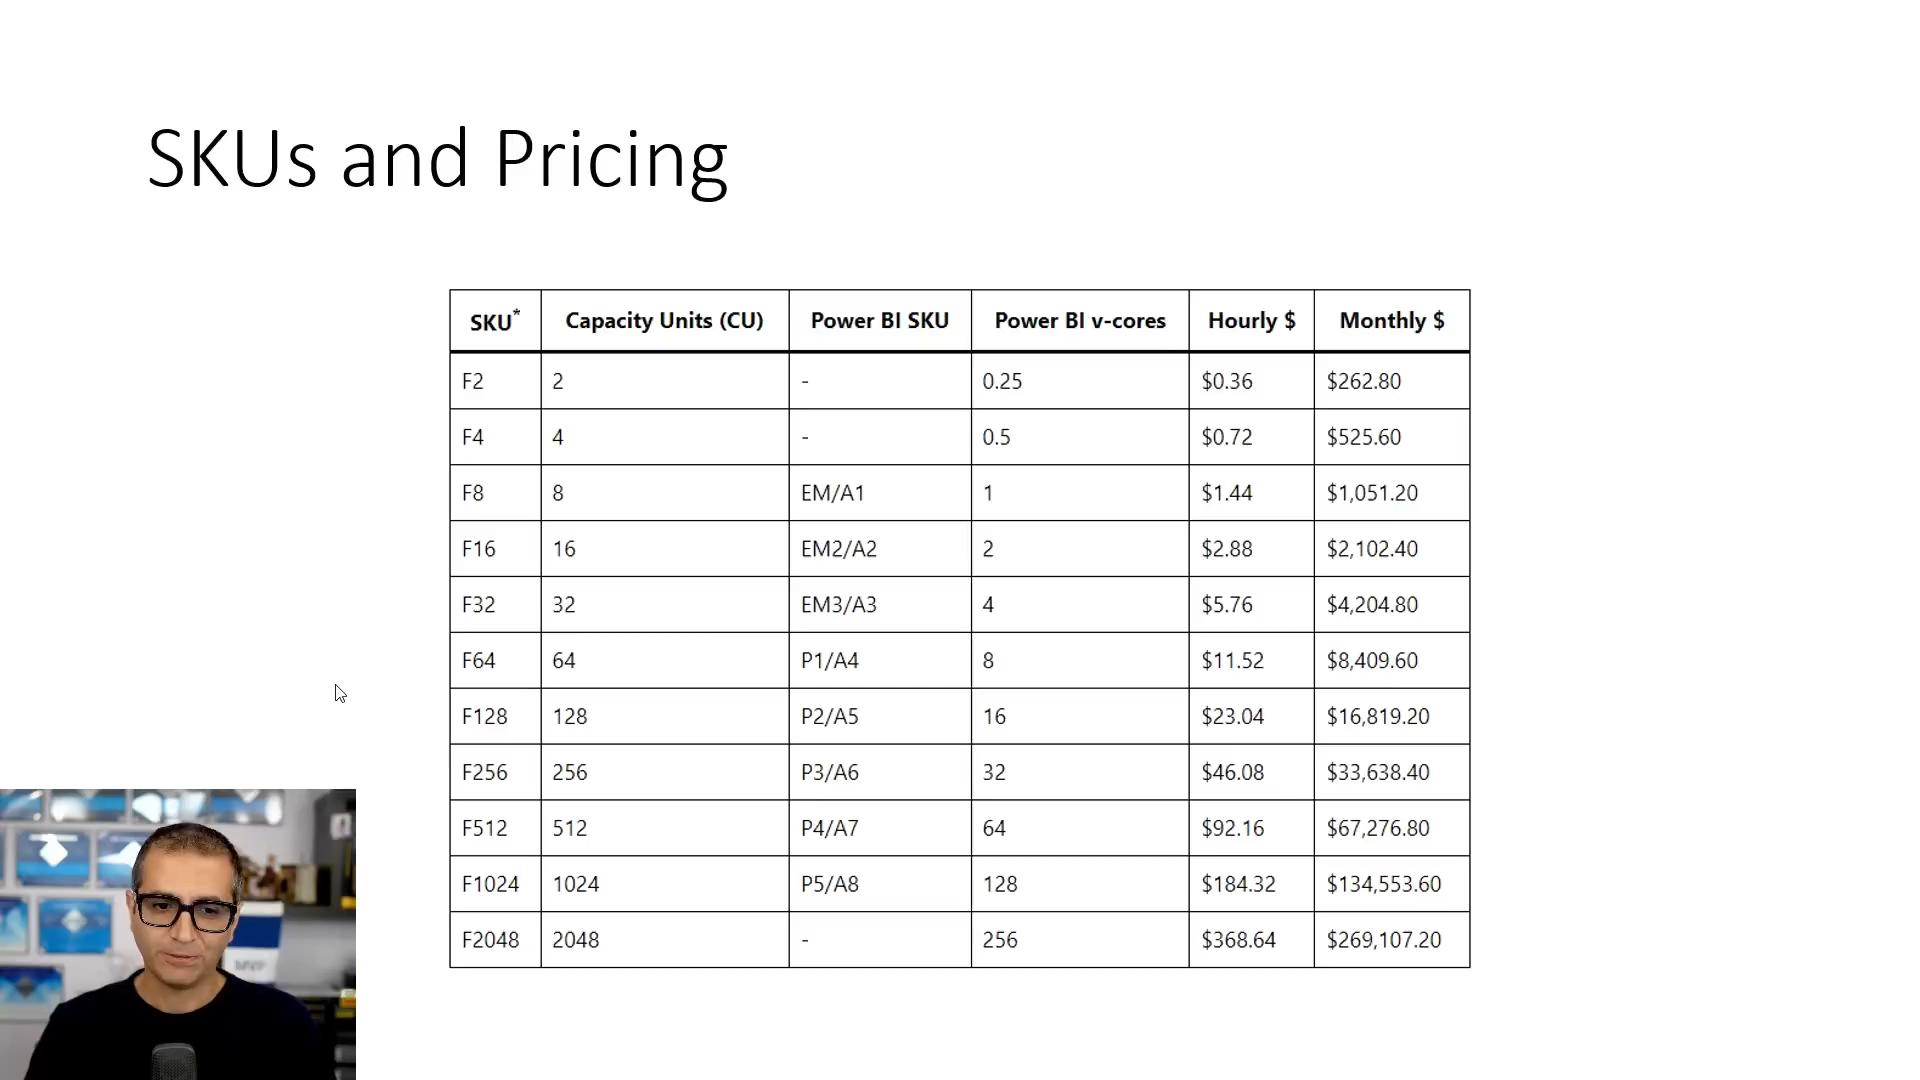 SKUs and Pricing
SKU* Capacity Units (CU) Power BI SKU Power BI v-cores Hourly $ Monthly $
F2 2 - 0.25 $0.36 $262.80
F4 4 - 0.5 $0.72 $525.60
F8 8 EM/A1 1 $1.44 $1,051.20
F16 16 EM2/A2 2 $2.88 $2,102.40
F32 32 EM3/A3 4 $5.76 $4,204.80
F64 64 P1/A4 8 $11.52 $8,409.60
F128 128 P2/A5 16 $23.04 $16,819.20
F256 256 P3/A6 32 $46.08 $33,638.40
F512 512 P4/A7 64 $92.16 $67,276.80
F1024 1024 P5/A8 128 $184.32 $134,553.60
F2048 2048 - 256 $368.64 $269,107.20
MVP